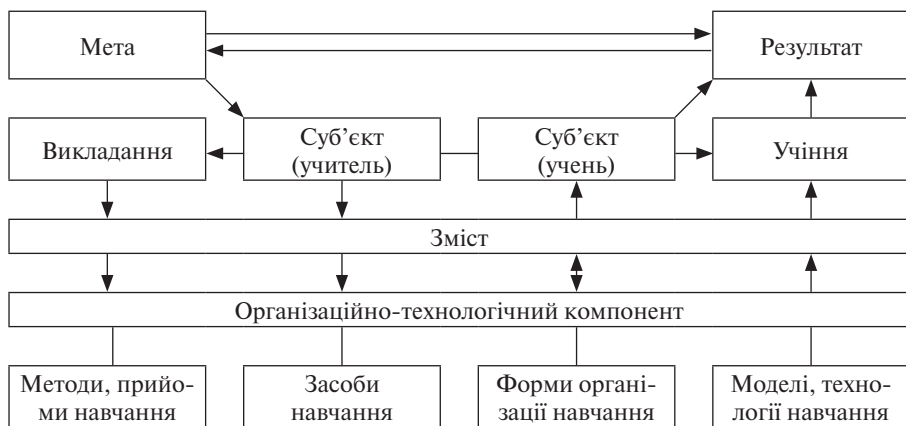 Мета
Результат
Викладання
Суб’єкт
(учитель)
Суб’єкт
(учень)
Учіння
Зміст
Організаційно-технологічний компонент
Методи, прийо-
ми навчання
Засоби
навчання
Форми органі-
зації навчання
Моделі, техно-
логії навчання